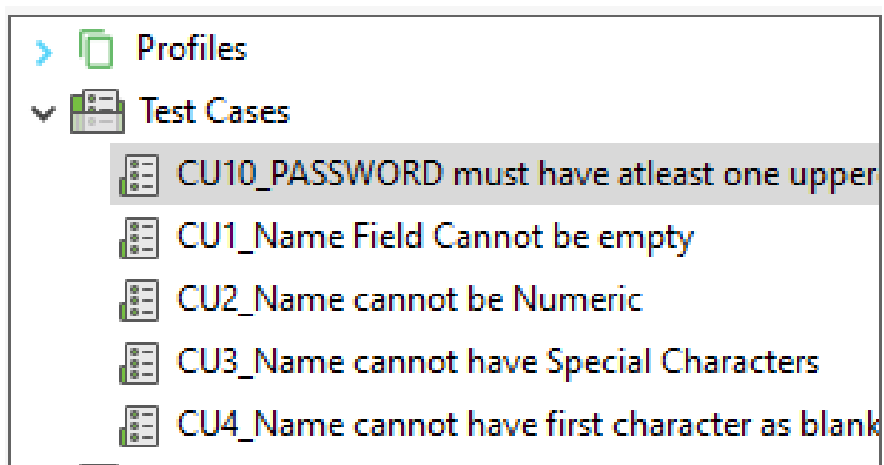 Profiles
Test Cases
CU10_PASSWORD must have atleast one upper
CU1_Name Field Cannot be empty
CU2_Name cannot be Numeric
CU3_Name cannot have Special Characters
CU4_Name cannot have first character as blank